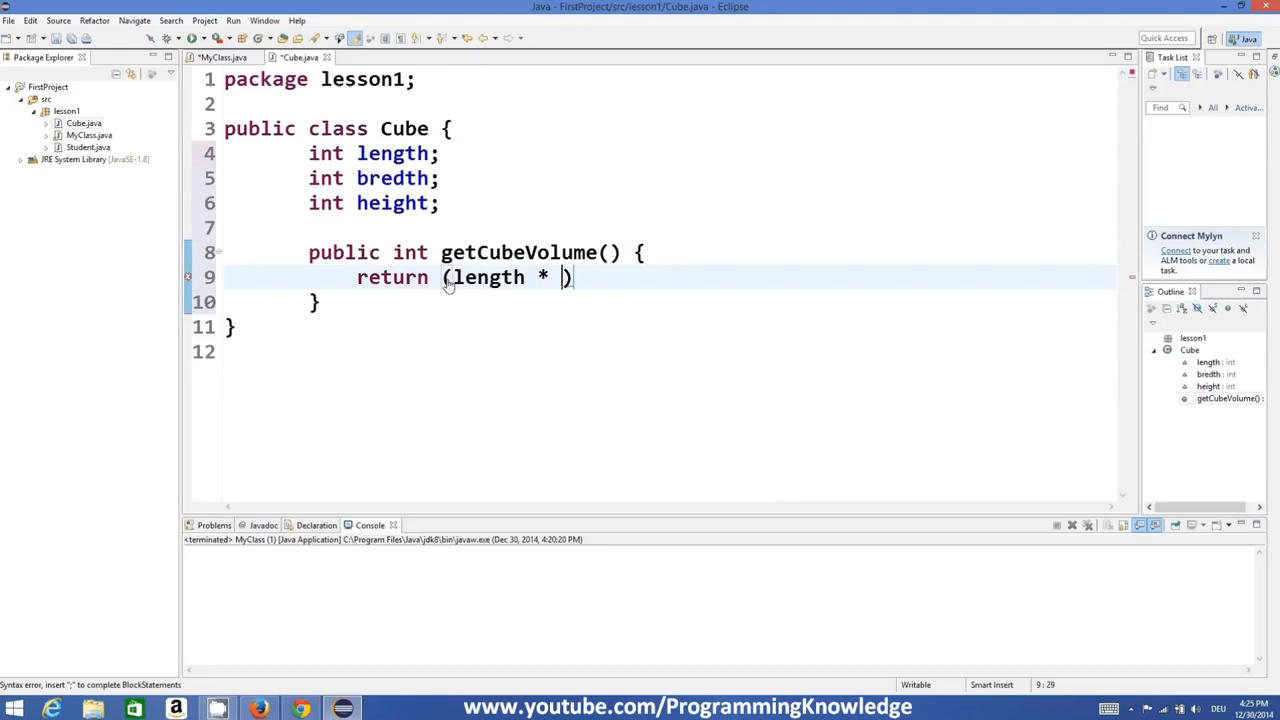 Java - FirstProject/src/lesson1/Cube.java - Eclipse
File Edit Source Refactor Navigate Search Project Run Window Help
Quick Access
Java
Package Explorer
*MyClass.java
*Cube.java
Task List
FirstProject
src
lesson1
Cube.java
MyClass.java
Student.java
JRE System Library [JavaSE-1.8]
1 package lesson1;
2
3 public class Cube {
4 int length;
5 int bredth;
6 int height;
7
8 public int getCubeVolume() {
9 return (length * )
10 }
11 }
12
Find
All
Activa...
Connect Mylyn
Connect to your task and
ALM tools or create a local
task.
Outline
lesson1
Cube
length : int
bredth : int
height : int
getCubeVolume() :
Problems
Javadoc
Declaration
Console
<terminated> MyClass (1) [Java Application] C:\Program Files\Java\jdk8\bin\javaw.exe (Dec 30, 2014, 4:20:20 PM)
Syntax error, insert ";" to complete BlockStatements
Writable
Smart Insert
9 : 29
www.youtube.com/ProgrammingKnowledge
DEU
4:25 PM
12/30/2014